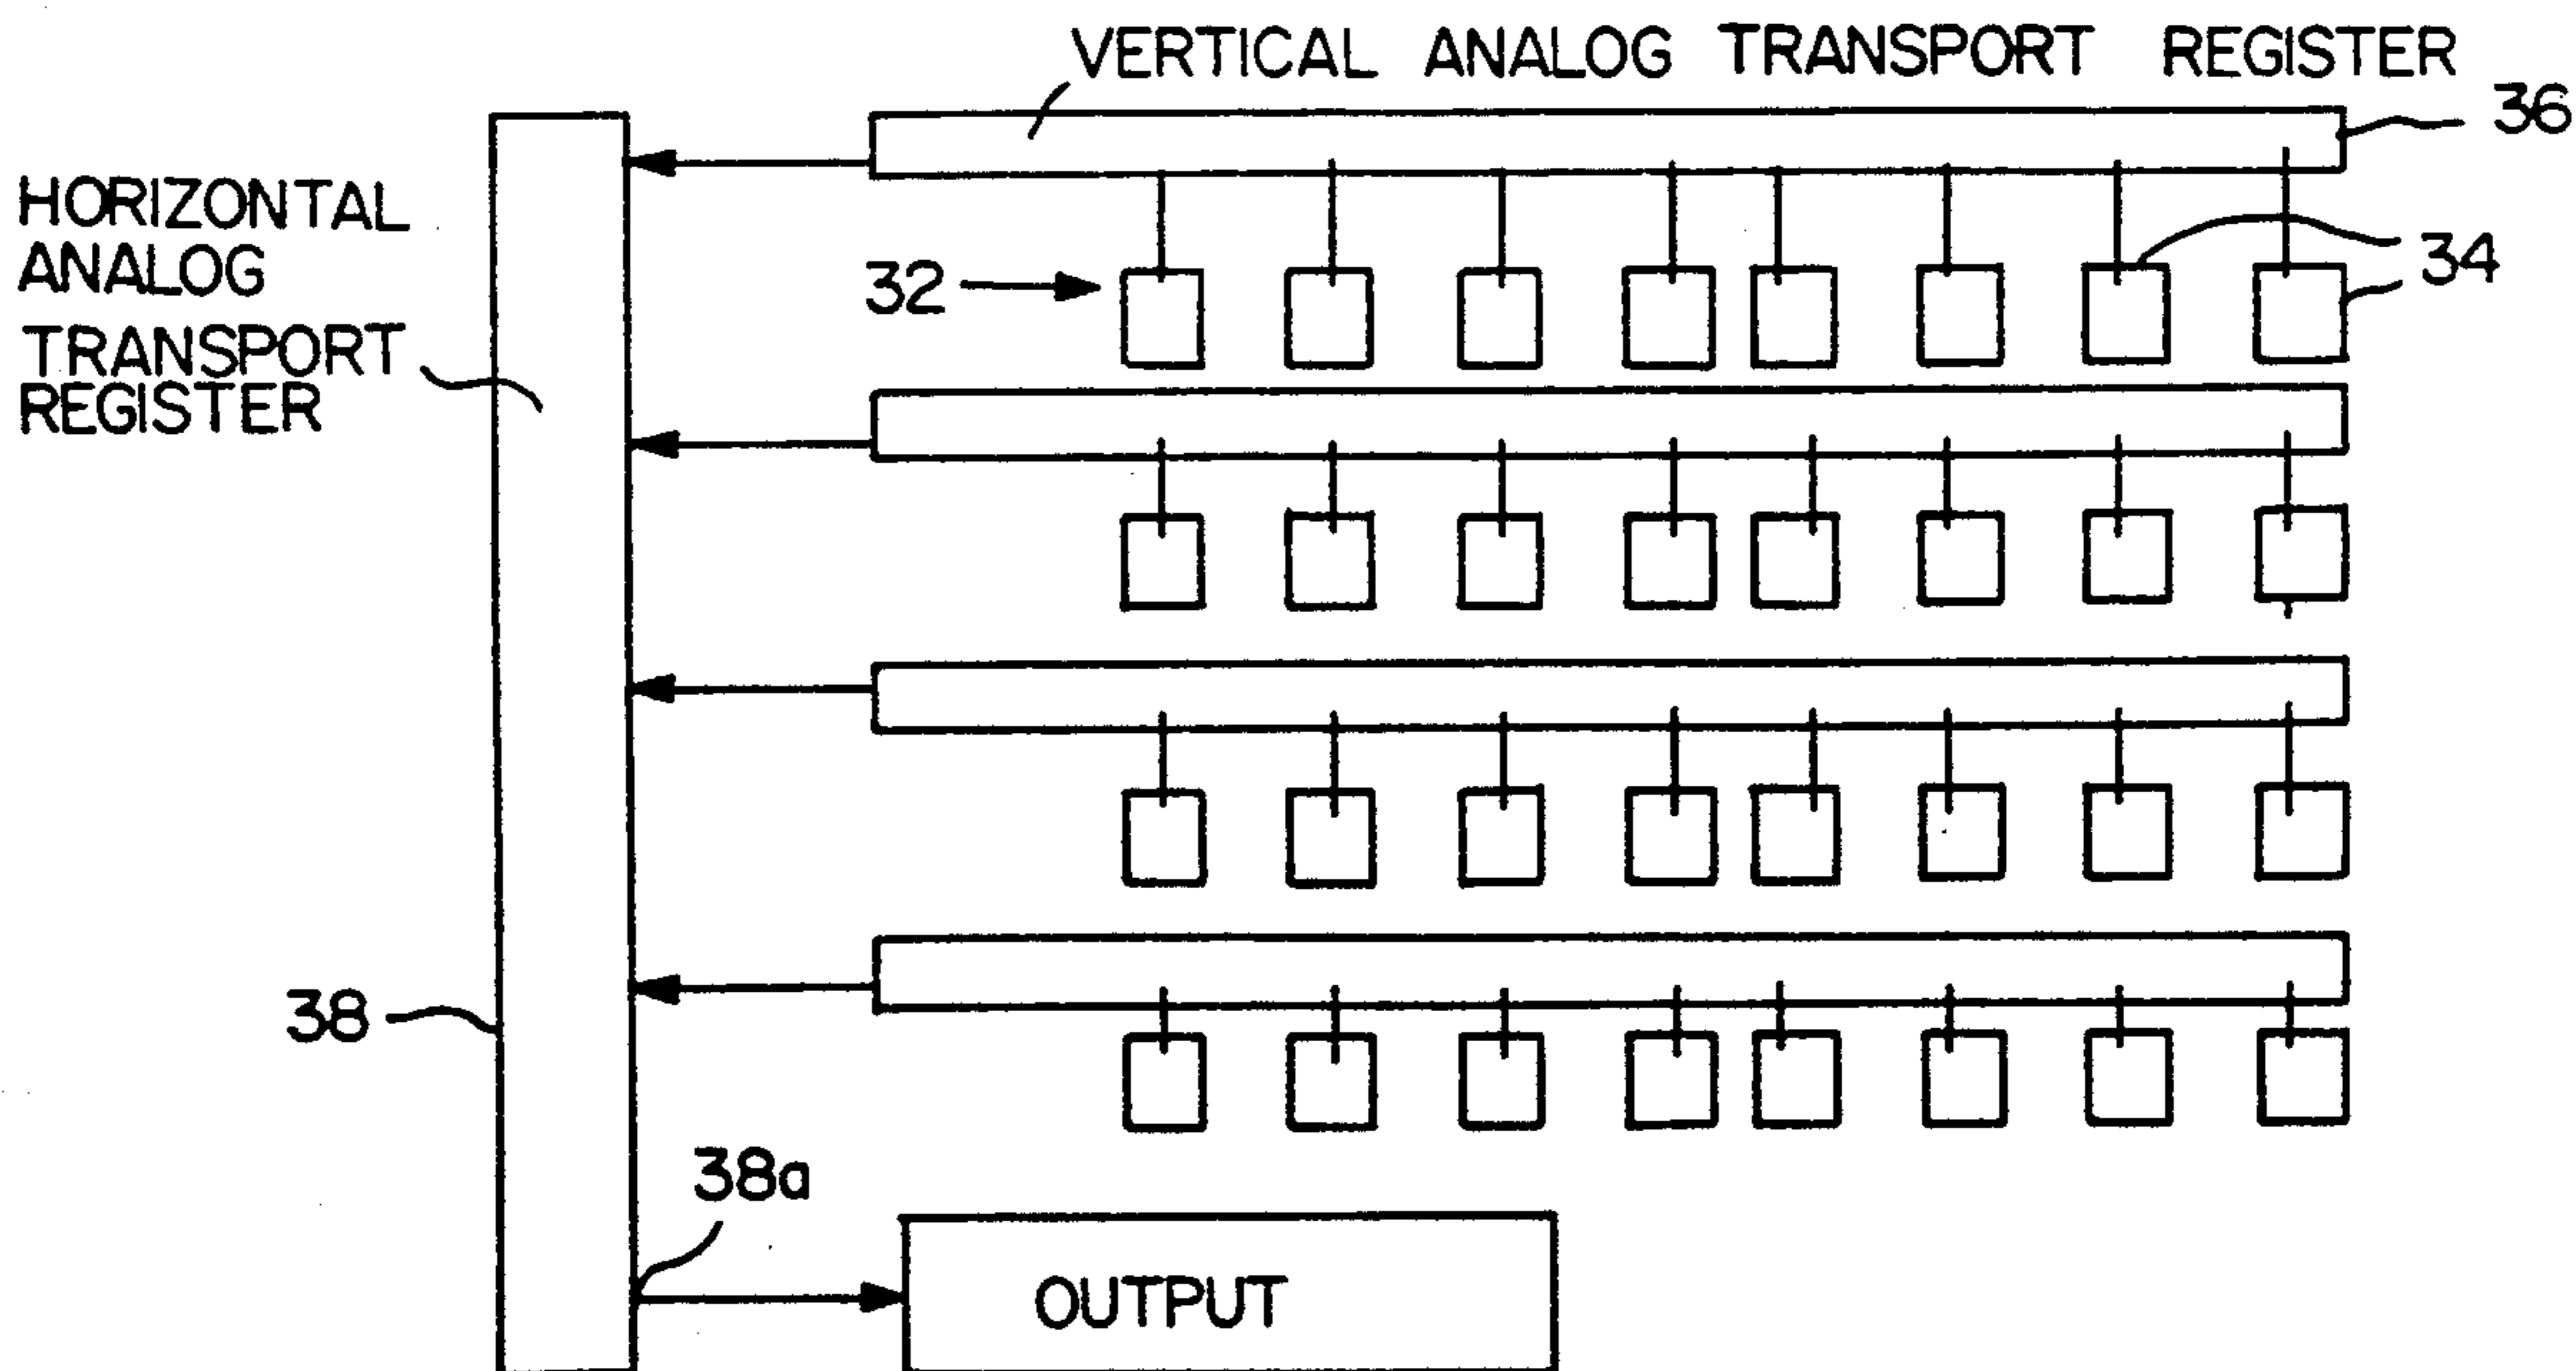 VERTICAL ANALOG TRANSPORT REGISTER
36
HORIZONTAL
ANALOG
TRANSPORT
REGISTER
32
34
38
38a
OUTPUT